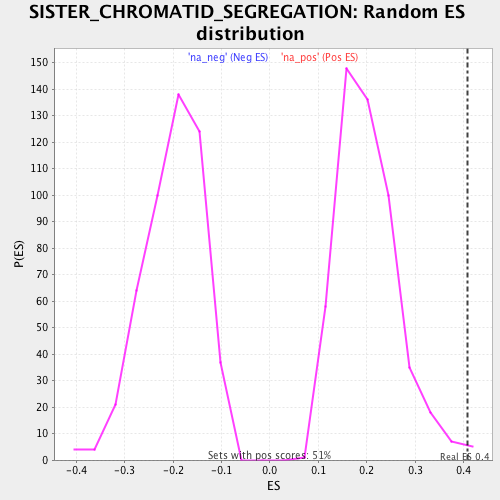 SISTER_CHROMATID_SEGREGATION: Random ES
distribution
'na_neg' (Neg ES) 'na_pos' (Pos ES)
150
140
130
120
110
100
90
80
70
60
50
40
30
20
10
0
P(ES)
Sets with pos scores: 51%
Real ES 0.4
-0.4 -0.3 -0.2 -0.1 0.0 0.1 0.2 0.3 0.4
ES